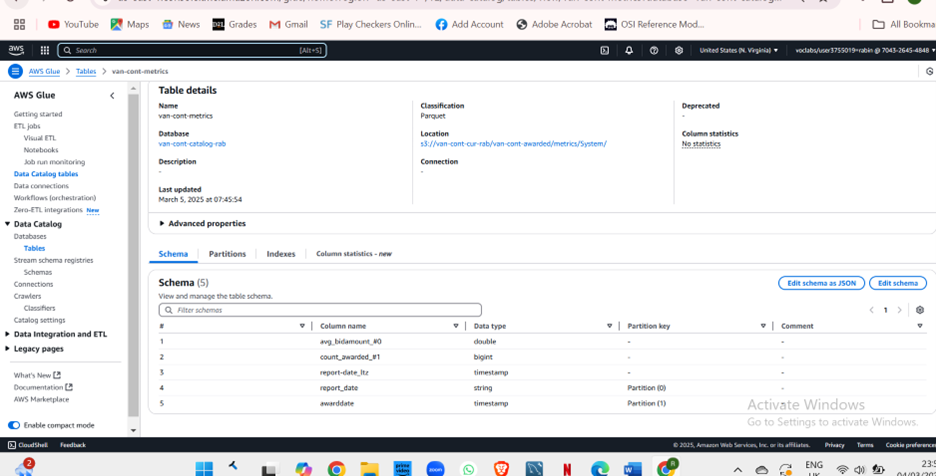 YouTube Maps News DZL Grades Gmail SF Play Checkers Onlin... Add Account Adobe Acrobat OSI Reference Mod... All Bookma
aws Search [Alt+S] United States (N. Virginia) voclabs/user3755019=rabin @ 7043-2645-4848
AWS Glue > Tables > van-cont-metrics
AWS Glue
Getting started
ETL jobs
Visual ETL
Notebooks
Job run monitoring
Data Catalog tables
Data connections
Workflows (orchestration)
Zero-ETL integrations New
Data Catalog
Databases
Tables
Stream schema registries
Schemas
Connections
Crawlers
Classifiers
Catalog settings
Data Integration and ETL
Legacy pages
What's New
Documentation
AWS Marketplace
Enable compact mode
Table details
Name
van-cont-metrics
Database
van-cont-catalog-rab
Description
-
Last updated
March 5, 2025 at 07:45:54
Classification
Parquet
Location
s3://van-cont-cur-rab/van-cont-awarded/metrics/System/
Connection
-
Deprecated
-
Column statistics
No statistics
Advanced properties
Schema Partitions Indexes Column statistics - new
Schema (5) Edit schema as JSON Edit schema
View and manage the table schema.
Filter schemas < 1 >
# Column name Data type Partition key Comment
1 avg_bidamount_#0 double - -
2 count_awarded_#1 bigint - -
3 report-date_ltz timestamp - -
4 report_date string Partition (0) -
5 awarddate timestamp Partition (1) -
Activate Windows
Go to Settings to activate Windows.
CloudShell Feedback © 2025, Amazon Web Services, Inc. or its affiliates. Privacy Terms Cookie preferences
2 prime video zoom N W R ENG 23:5
UK